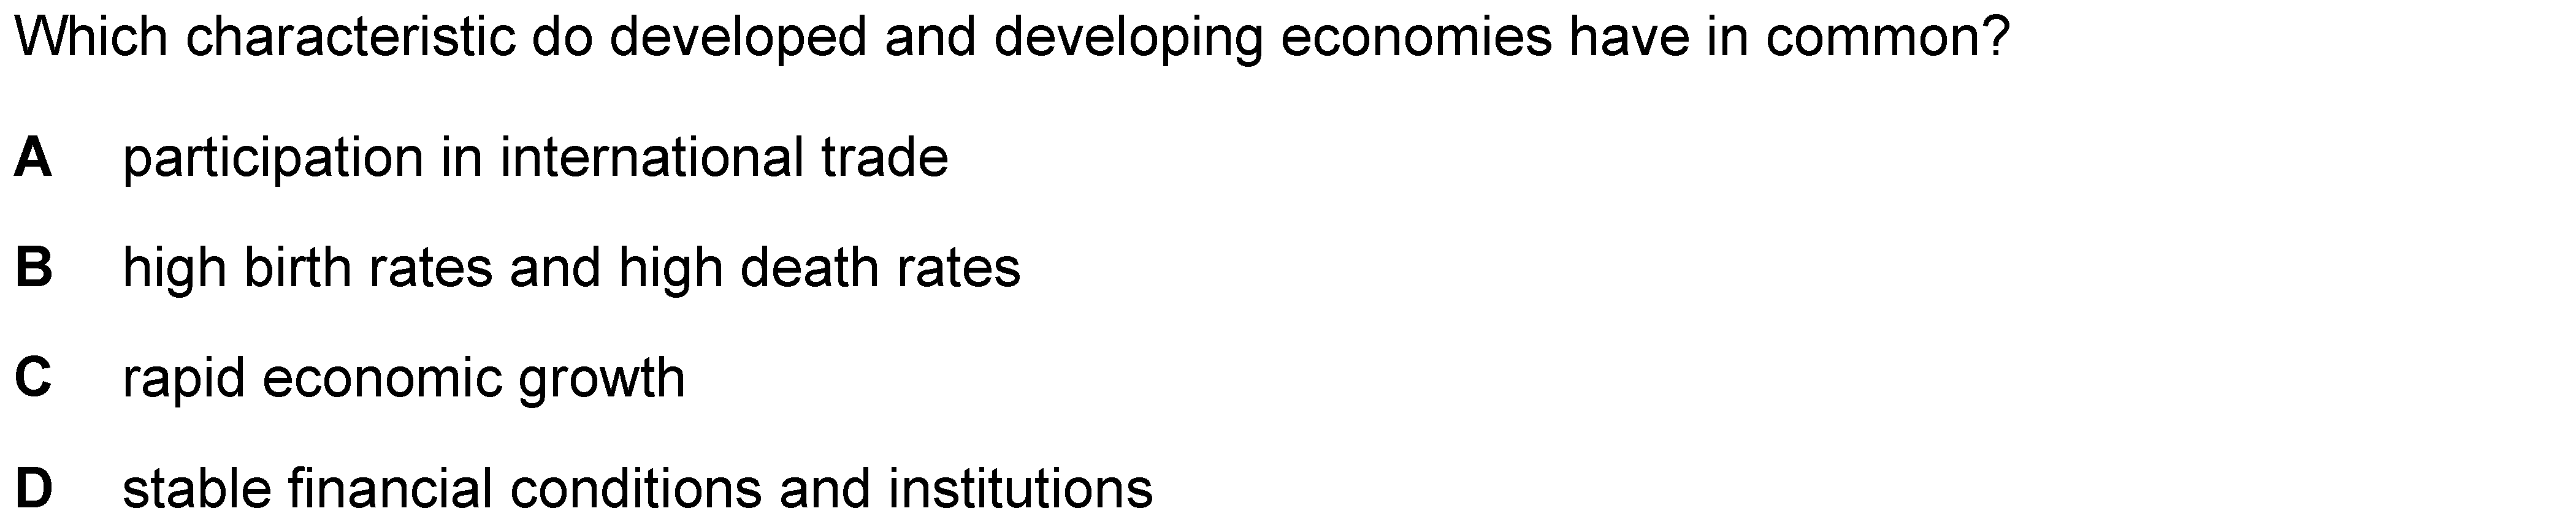 Which characteristic do developed and developing economies have in common?
A participation in international trade
B high birth rates and high death rates
C rapid economic growth
D stable financial conditions and institutions